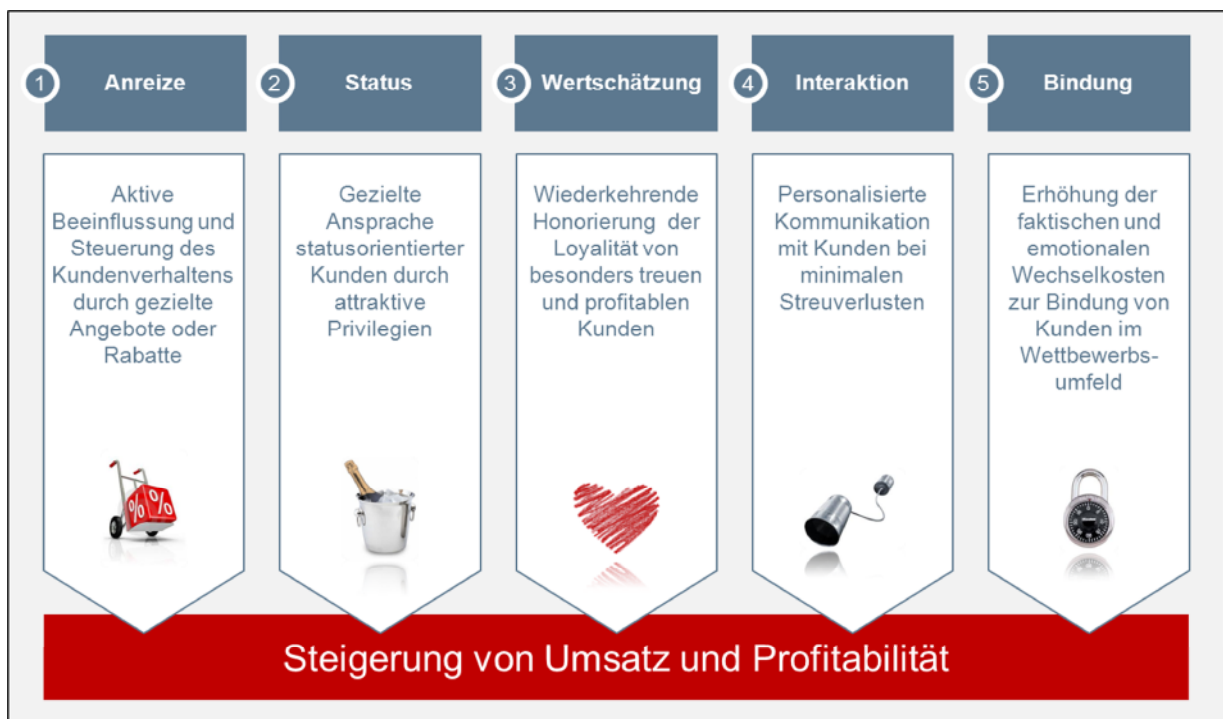 1 Anreize
2 Status
3 Wertschätzung
4 Interaktion
5 Bindung
Aktive
Beeinflussung und
Steuerung des
Kundenverhaltens
durch gezielte
Angebote oder
Rabatte
Gezielte
Ansprache
statusorientierter
Kunden durch
attraktive
Privilegien
Wiederkehrende
Honorierung der
Loyalität von
besonders treuen
und profitablen
Kunden
Personalisierte
Kommunikation
mit Kunden bei
minimalen
Streuverlusten
Erhöhung der
faktischen und
emotionalen
Wechselkosten
zur Bindung von
Kunden im
Wettbewerbs-
umfeld
% %
Steigerung von Umsatz und Profitabilität